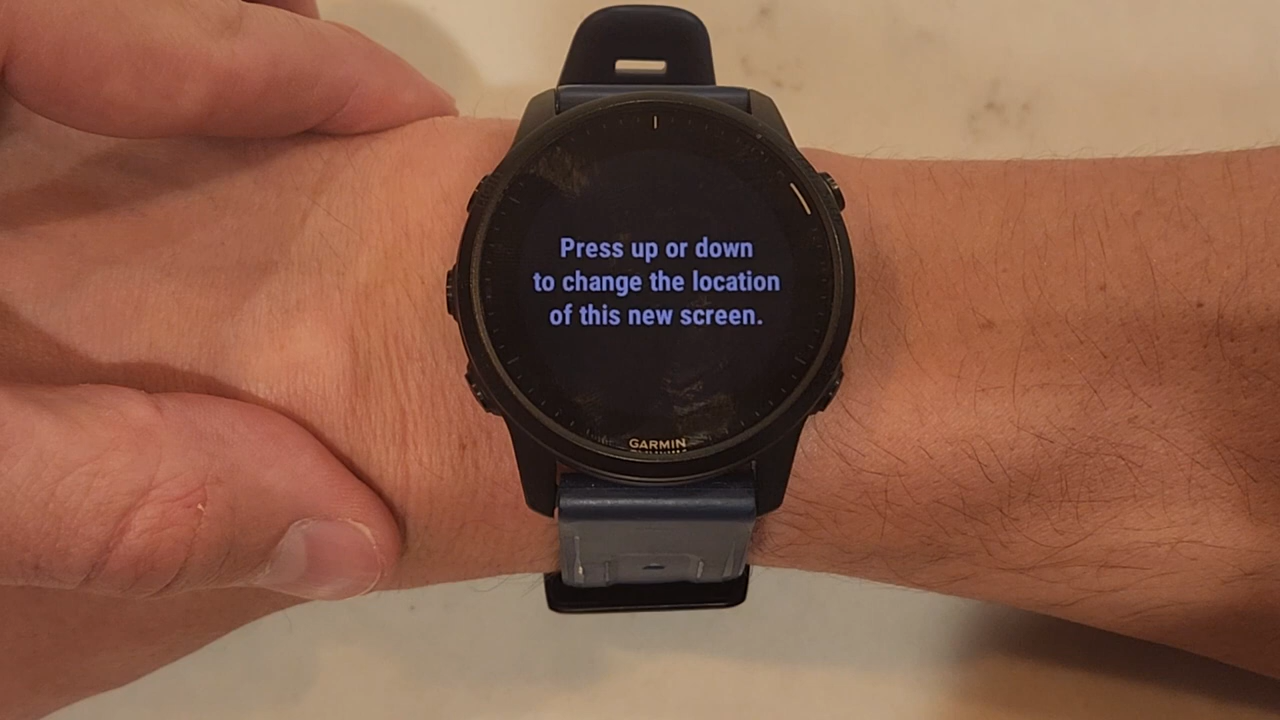 Press up or down
to change the location
of this new screen.
GARMIN